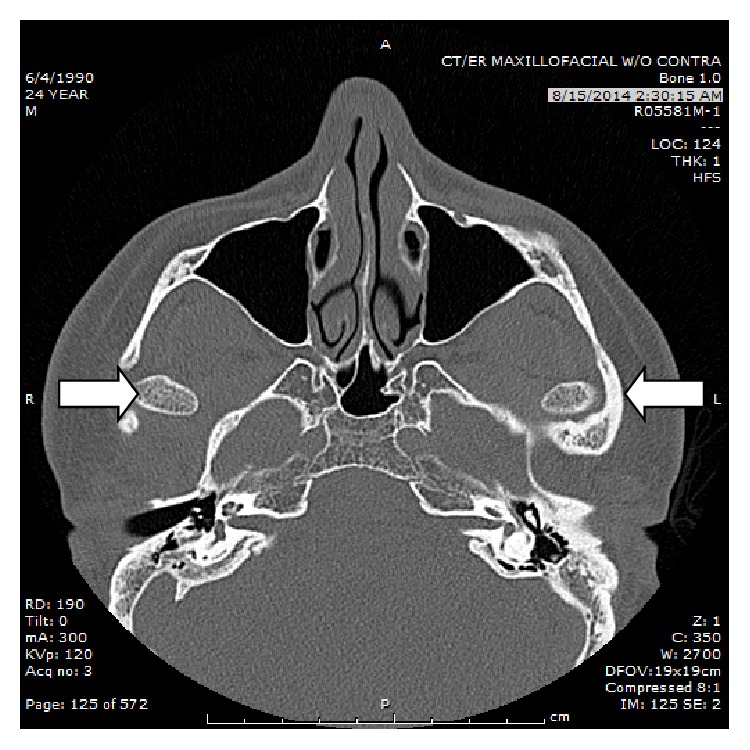 A
CT/ER MAXILLOFACIAL W/O CONTRA
6/4/1990
Bone 1.0
24 YEAR
8/15/2014 2:30:15 AM
M
R05581M-1
---
LOC: 124
THK: 1
HFS
R
L
RD: 190
Tilt: 0
mA: 300
KVp: 120
Acq no: 3
Page: 125 of 572
Z: 1
C: 350
W: 2700
DFOV:19x19cm
Compressed 8:1
IM: 125 SE: 2
P
cm